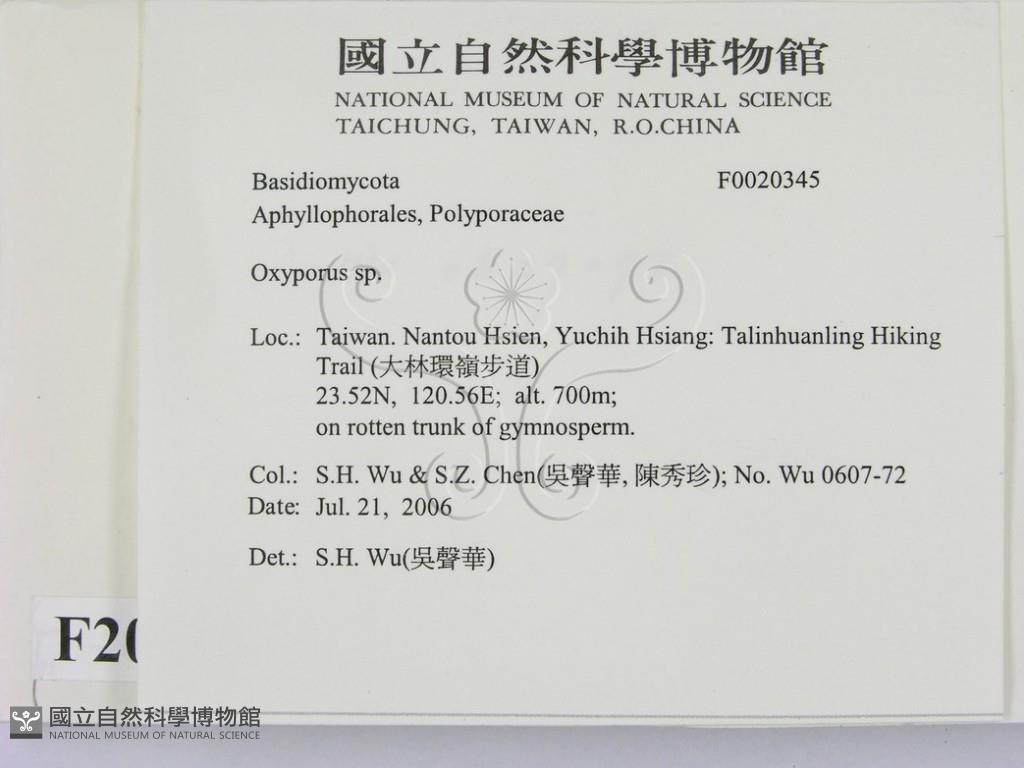 國立自然科學博物館
NATIONAL MUSEUM OF NATURAL SCIENCE
TAICHUNG, TAIWAN, R.O.CHINA
Basidiomycota F0020345
Aphyllophorales, Polyporaceae
Oxyporus sp.
Loc.: Taiwan. Nantou Hsien, Yuchih Hsiang: Talinhuanling Hiking
Trail (大林環嶺步道)
23.52N, 120.56E; alt. 700m;
on rotten trunk of gymnosperm.
Col.: S.H. Wu & S.Z. Chen(吳聲華, 陳秀珍); No. Wu 0607-72
Date: Jul. 21, 2006
Det.: S.H. Wu(吳聲華)
F20
國立自然科學博物館
NATIONAL MUSEUM OF NATURAL SCIENCE